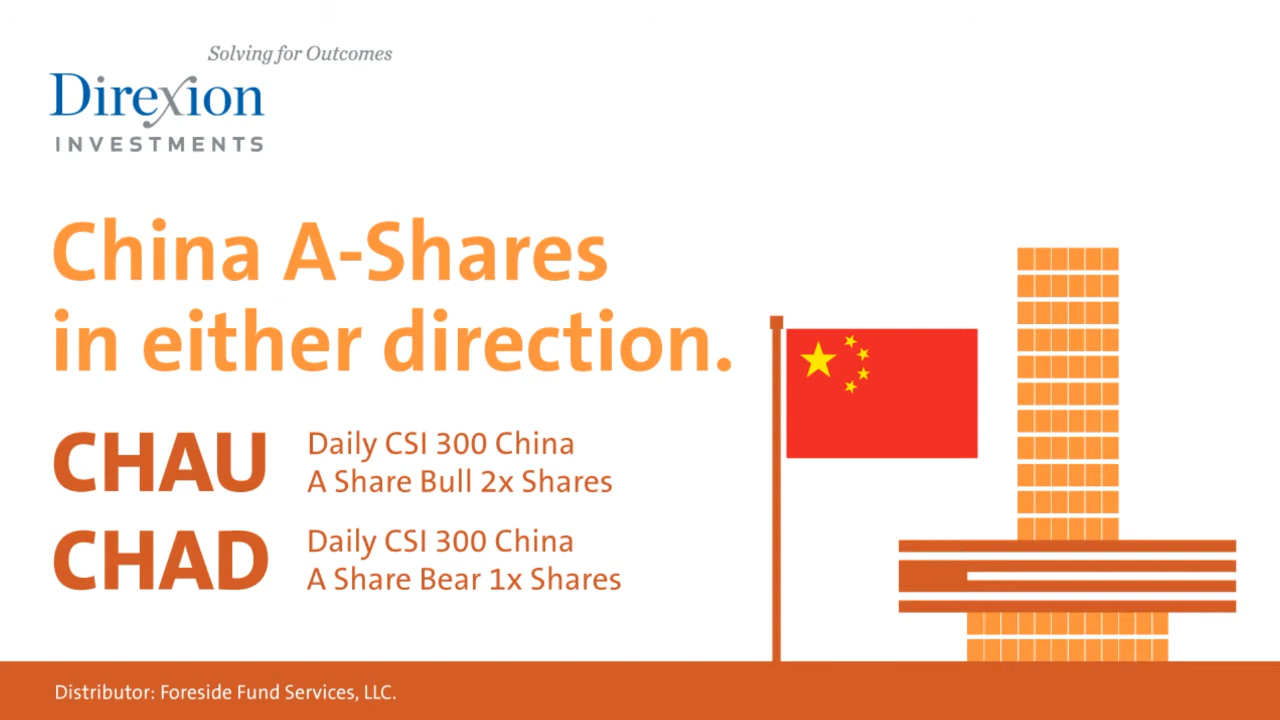 Solving for Outcomes
Direxion
INVESTMENTS
China A-Shares
in either direction.
CHAU
Daily CSI 300 China
A Share Bull 2x Shares
CHAD
Daily CSI 300 China
A Share Bear 1x Shares
Distributor: Foreside Fund Services, LLC.